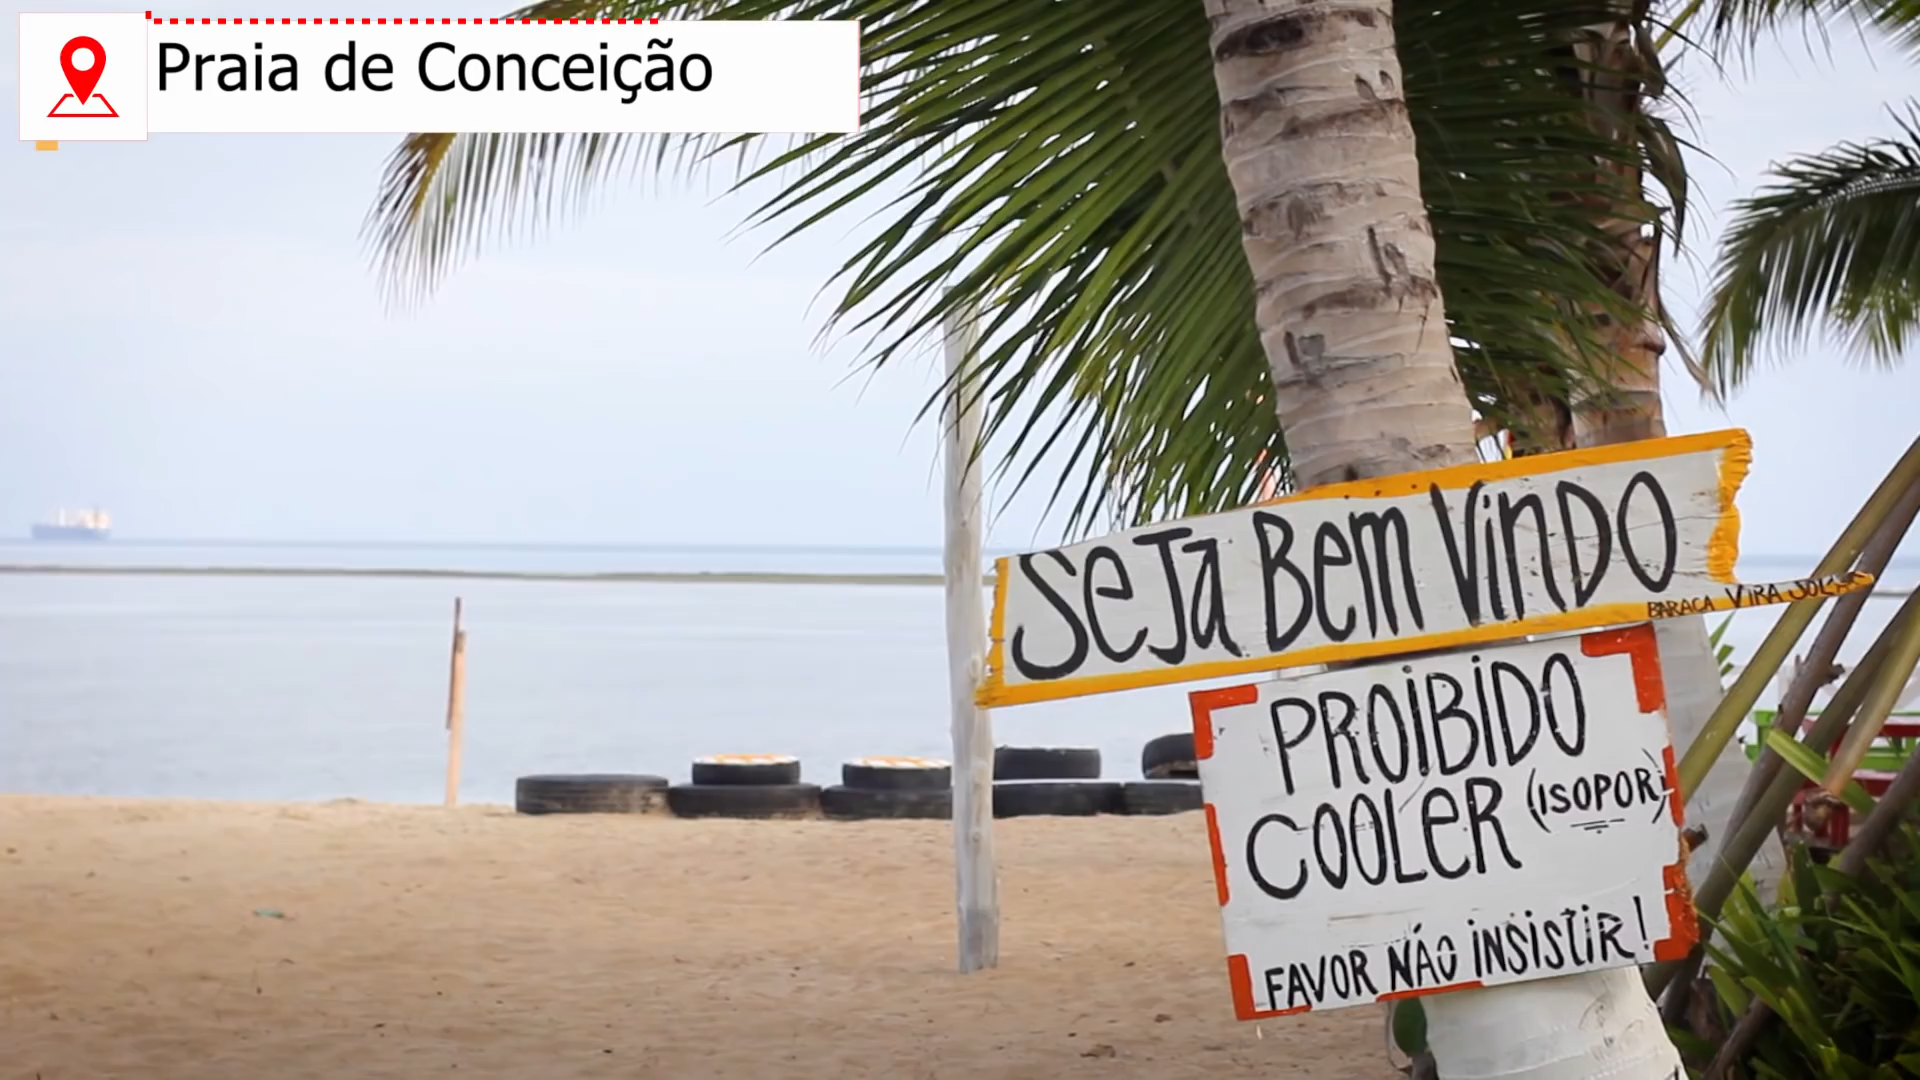 Praia de Conceição
SeJa Bem VinDO
BARACA VIRA SOL
PROiBiDO
COOLeR (ISOPOR)
FAVOR NÃO INSISTIR!